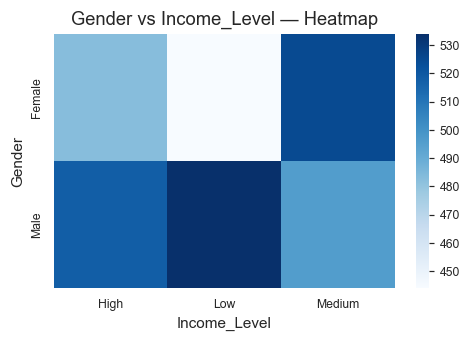 Gender vs Income_Level — Heatmap
Female
Male
Gender
High Low Medium
Income_Level
530
520
510
500
490
480
470
460
450